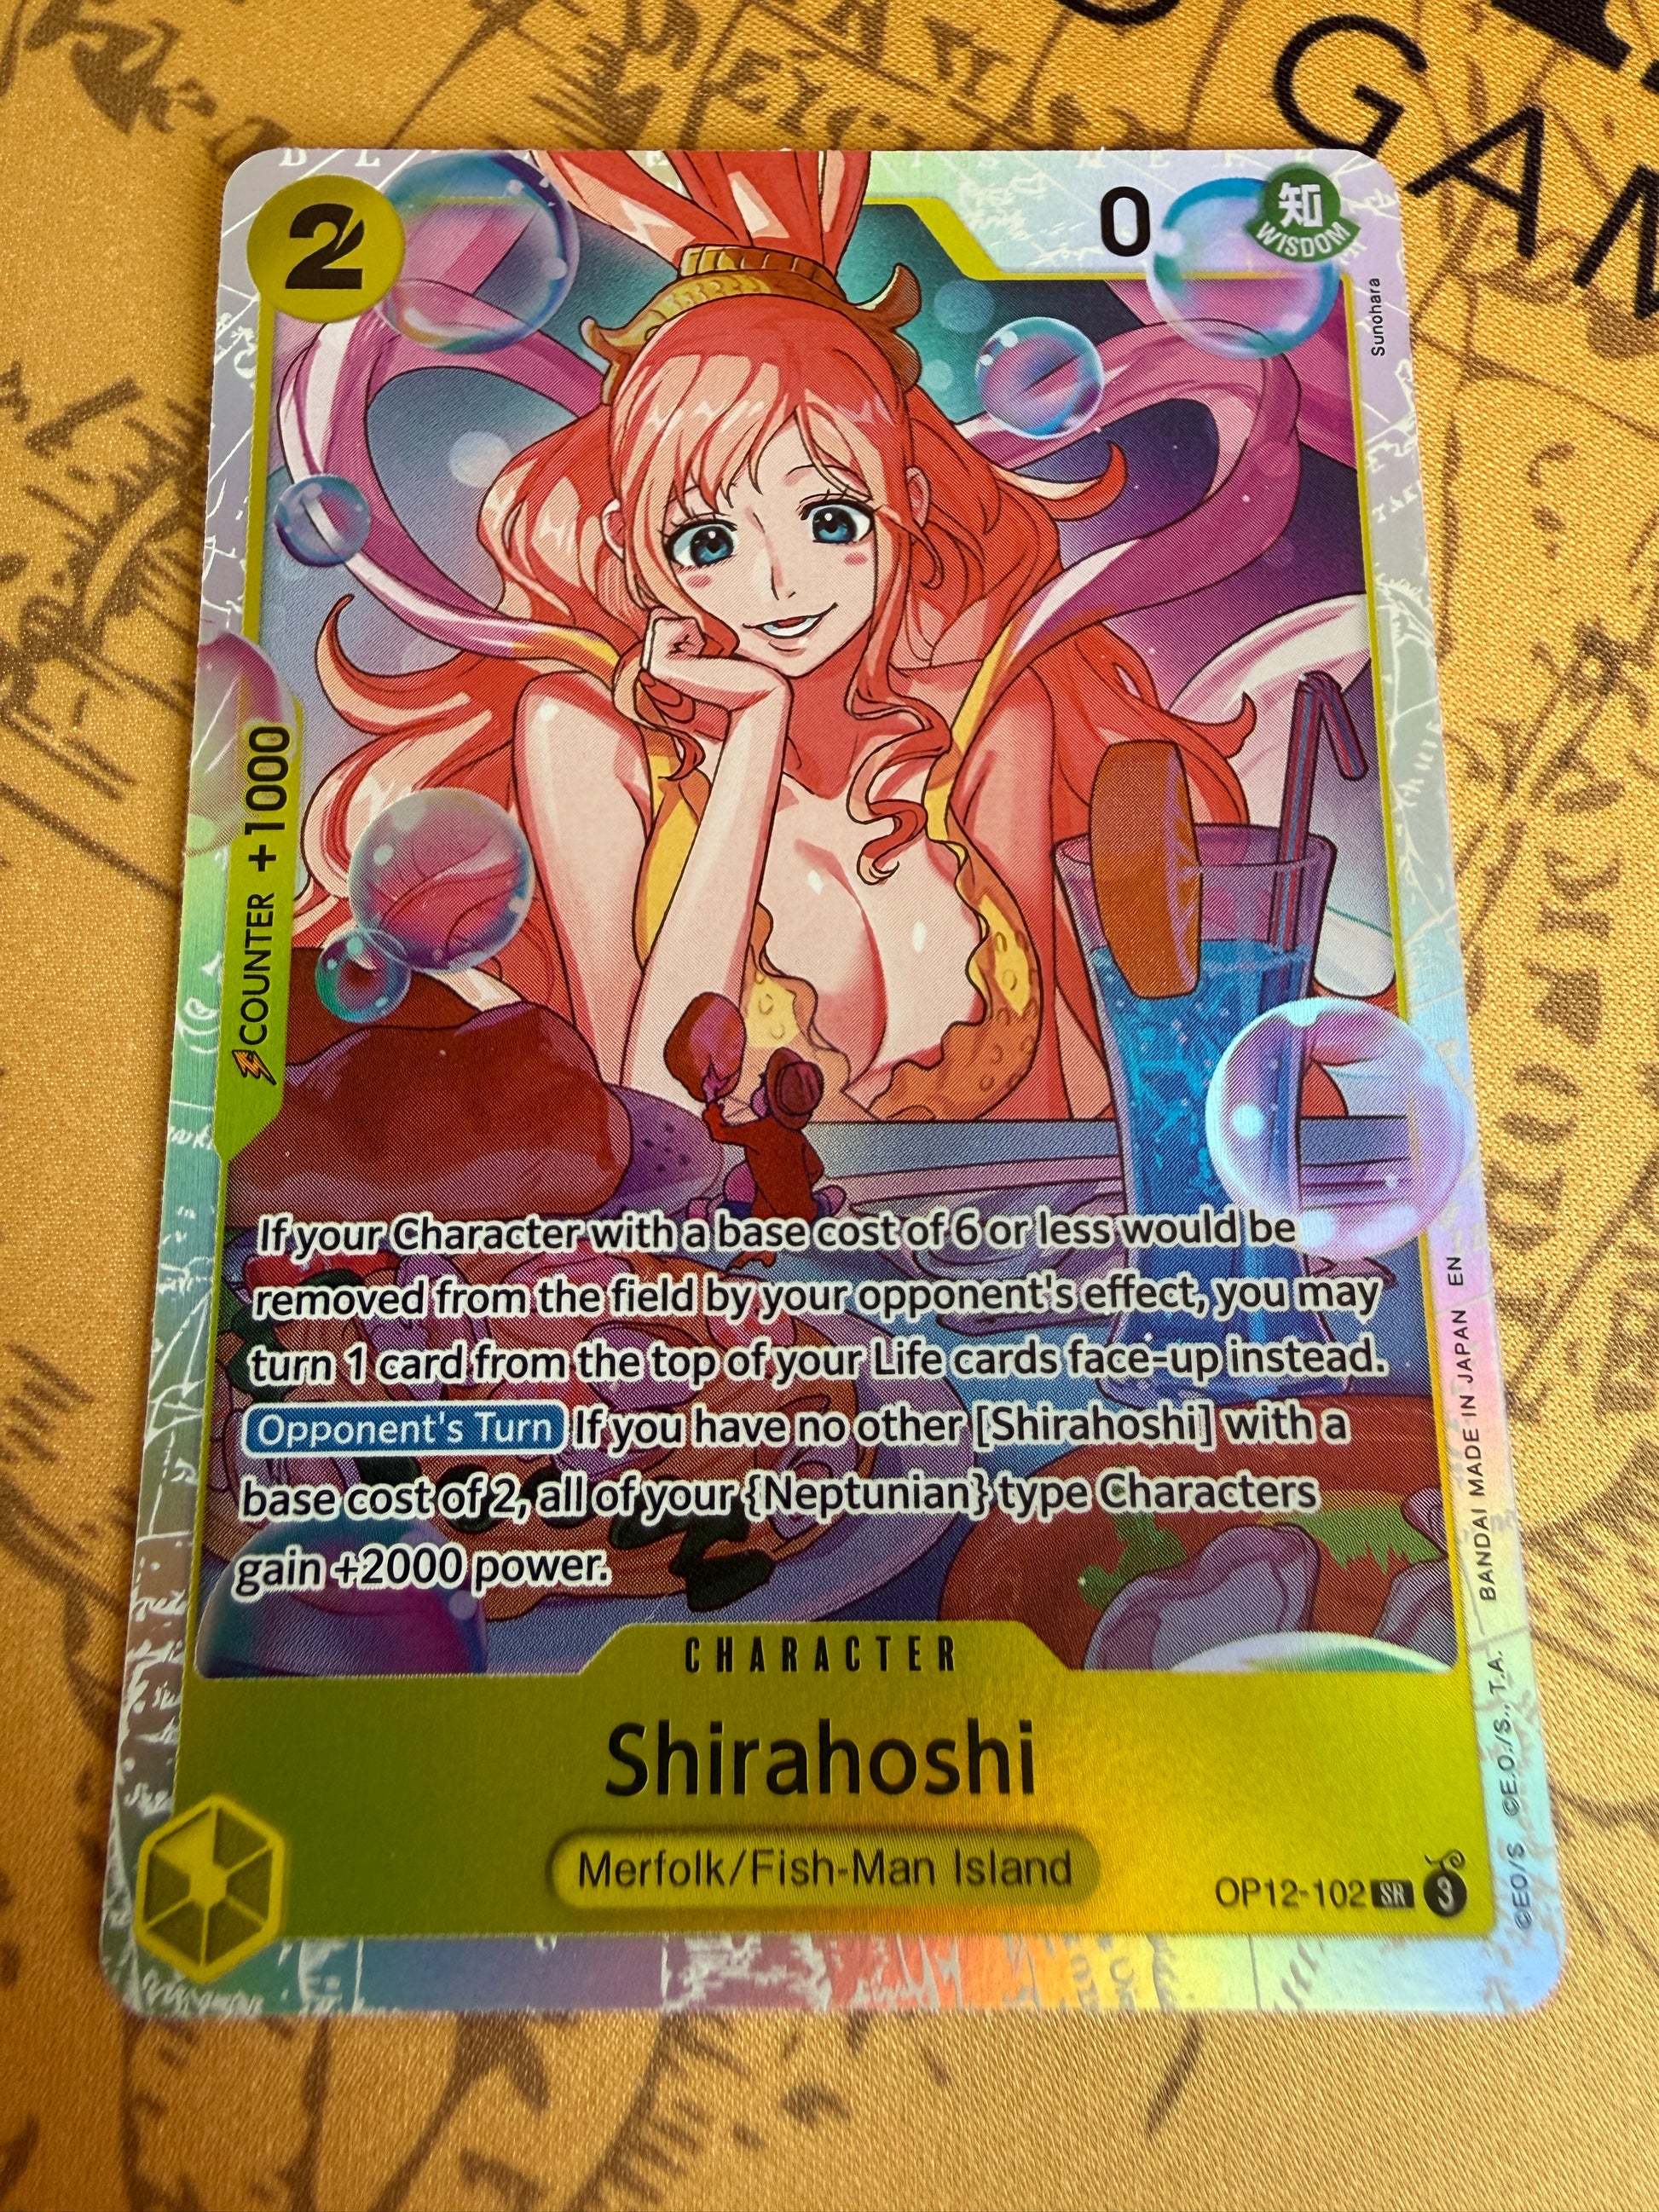 GAM
2
0
知
WISDOM
Sunohara
COUNTER +1000
If your Character with a base cost of 6 or less would be
removed from the field by your opponent's effect, you may
turn 1 card from the top of your Life cards face-up instead.
Opponent's Turn If you have no other [Shirahoshi] with a
base cost of 2, all of your {Neptunian} type Characters
gain +2000 power.
CHARACTER
Shirahoshi
Merfolk/Fish-Man Island
OP12-102 SR 3
©EO/S ©E.O./S., T.A. BANDAI MADE IN JAPAN EN